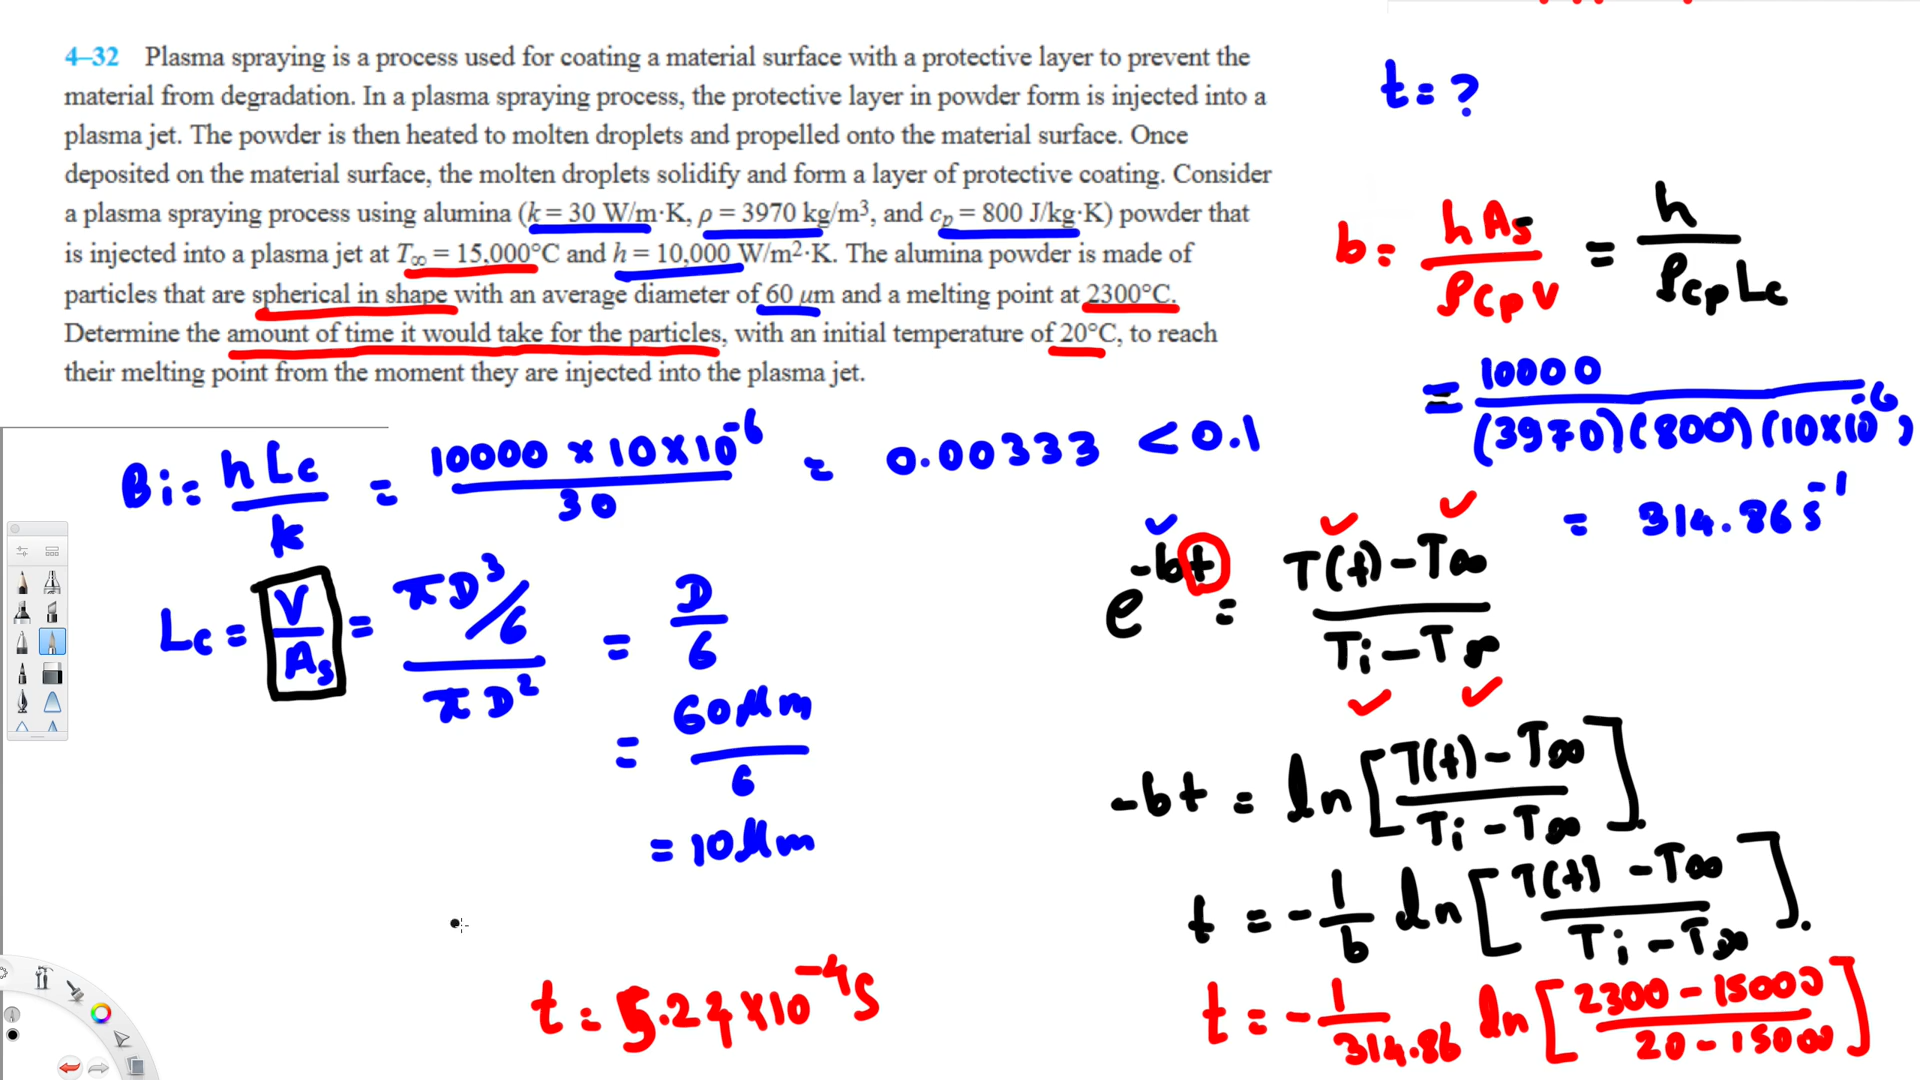 4–32 Plasma spraying is a process used for coating a material surface with a protective layer to prevent the
material from degradation. In a plasma spraying process, the protective layer in powder form is injected into a
plasma jet. The powder is then heated to molten droplets and propelled onto the material surface. Once
deposited on the material surface, the molten droplets solidify and form a layer of protective coating. Consider
a plasma spraying process using alumina (k = 30 W/m·K, ρ = 3970 kg/m³, and cp = 800 J/kg·K) powder that
is injected into a plasma jet at T∞ = 15,000°C and h = 10,000 W/m²·K. The alumina powder is made of
particles that are spherical in shape with an average diameter of 60 μm and a melting point at 2300°C.
Determine the amount of time it would take for the particles, with an initial temperature of 20°C, to reach
their melting point from the moment they are injected into the plasma jet.
t = ?
b = hAs / ρcpV = h / ρcpLc
= 10000 / (3970)(800)(10×10⁻⁶)
= 314.86 s⁻¹
Bi = hLc / k = 10000 × 10 × 10⁻⁶ / 30 = 0.00333 < 0.1
Lc = V / As = πD³/6 / πD² = D / 6
= 60 μm / 6
= 10 μm
e^-bt = T(t) – T∞ / Ti – T∞
-bt = ln [T(t) – T∞ / Ti – T∞]
t = - 1/b ln [T(t) – T∞ / Ti – T∞]
t = - 1/314.86 ln [2300 – 15000 / 20 – 15000]
t = 5.24 × 10⁻⁴ s